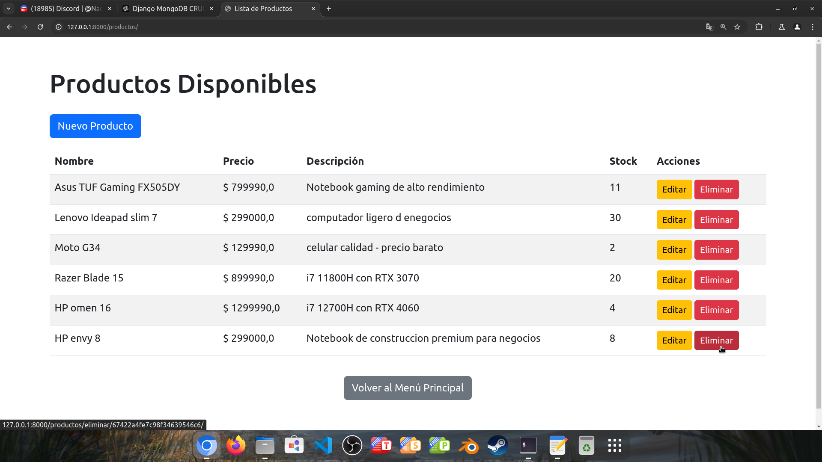 (18985) Discord | @Na
Django MongoDB CRU
Lista de Productos
127.0.0.1:8000/productos/
Productos Disponibles
Nuevo Producto
Nombre Precio Descripción Stock Acciones
Asus TUF Gaming FX505DY $ 799990,0 Notebook gaming de alto rendimiento 11 Editar Eliminar
Lenovo Ideapad slim 7 $ 299000,0 computador ligero d enegocios 30 Editar Eliminar
Moto G34 $ 129990,0 celular calidad - precio barato 2 Editar Eliminar
Razer Blade 15 $ 899990,0 i7 11800H con RTX 3070 20 Editar Eliminar
HP omen 16 $ 1299990,0 i7 12700H con RTX 4060 4 Editar Eliminar
HP envy 8 $ 299000,0 Notebook de construccion premium para negocios 8 Editar Eliminar
Volver al Menú Principal
127.0.0.1:8000/productos/eliminar/67422a4fe7c98f34639546c6/